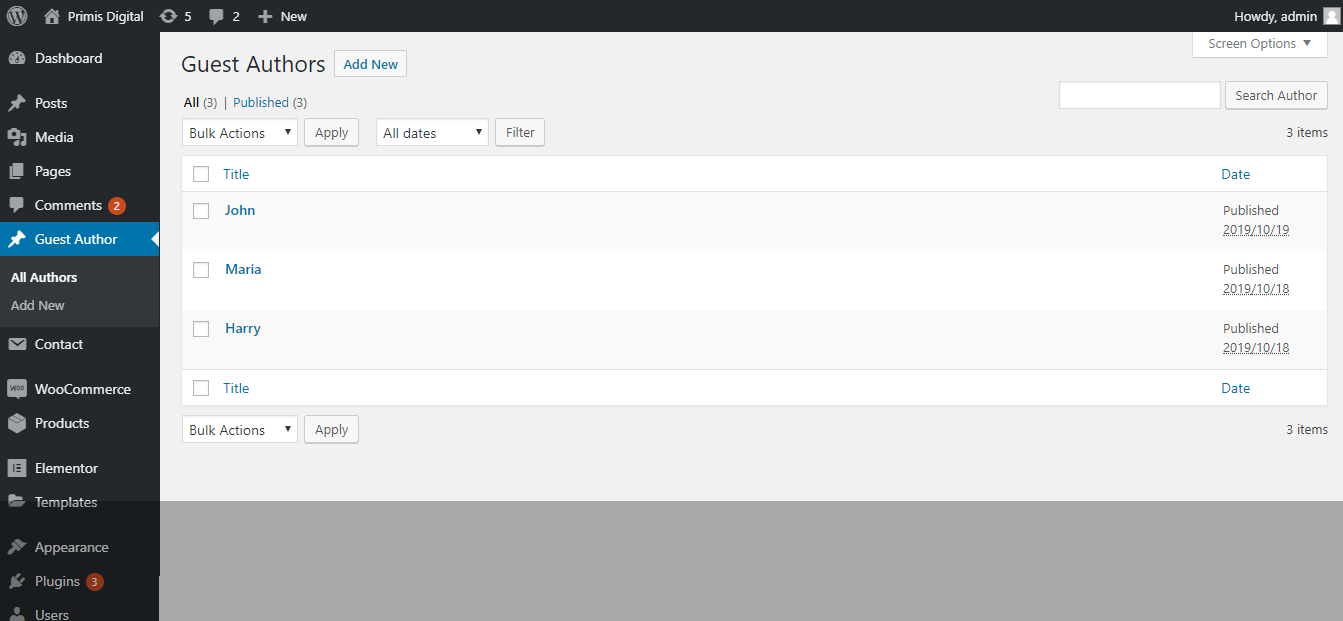 Primis Digital 5 2 New Howdy, admin
Screen Options ▼
Dashboard
Posts
Media
Pages
Comments 2
Guest Author
All Authors
Add New
Contact
WooCommerce
Products
Elementor
Templates
Appearance
Plugins 3
Users
Guest Authors Add New
All (3) | Published (3)
Search Author
Bulk Actions Apply All dates Filter 3 items
Title Date
John Published
2019/10/19
Maria Published
2019/10/18
Harry Published
2019/10/18
Title Date
Bulk Actions Apply 3 items